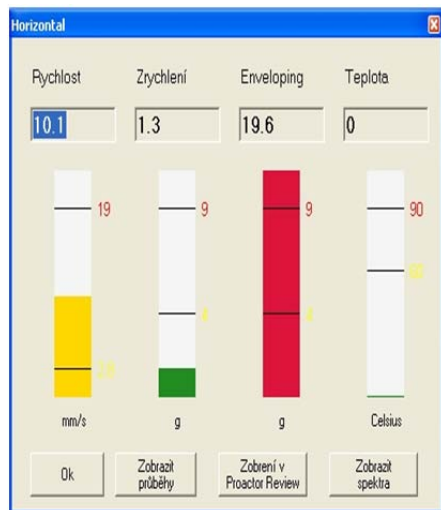 Horizontal
Rychlost Zrychlení Enveloping Teplota
10.1 1.3 19.6 0
19 9 9 90
4 4
mm/s g g Celsius
Ok Zobrazit průběhy Zobrení v Proactor Review Zobrazit spektra